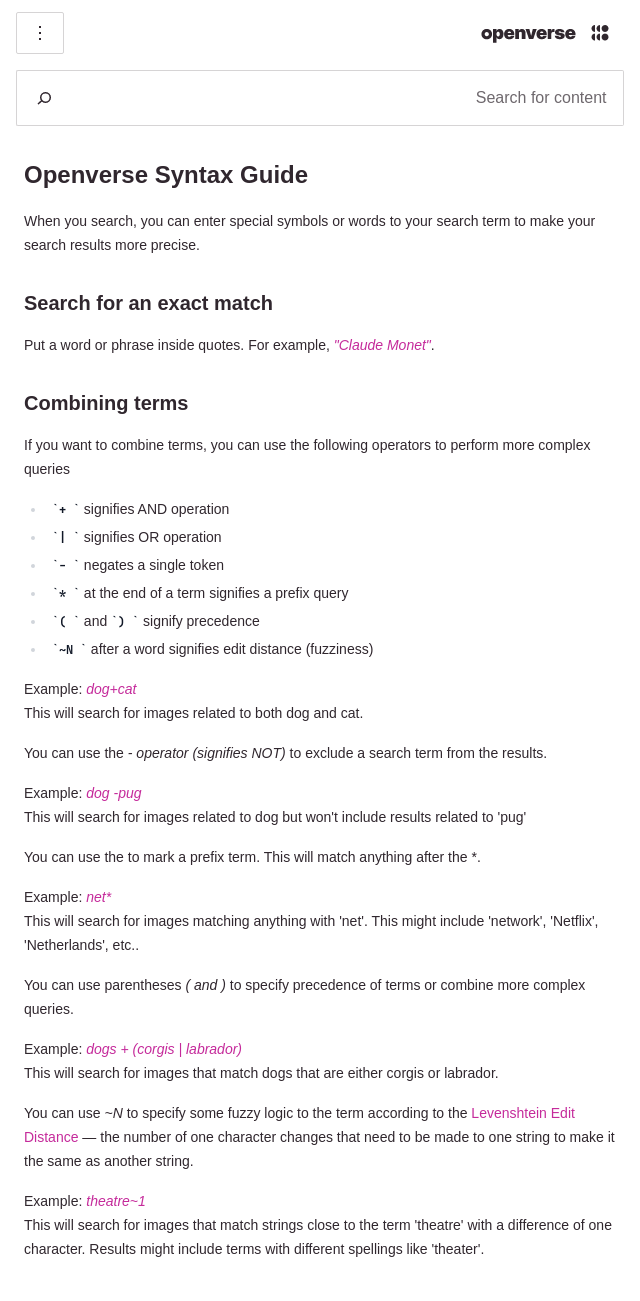 openverse
Search for content
Openverse Syntax Guide
When you search, you can enter special symbols or words to your search term to make your
search results more precise.
Search for an exact match
Put a word or phrase inside quotes. For example, "Claude Monet".
Combining terms
If you want to combine terms, you can use the following operators to perform more complex
queries
`+ ` signifies AND operation
`| ` signifies OR operation
`- ` negates a single token
`* ` at the end of a term signifies a prefix query
`( ` and `) ` signify precedence
`~N ` after a word signifies edit distance (fuzziness)
Example: dog+cat
This will search for images related to both dog and cat.
You can use the - operator (signifies NOT) to exclude a search term from the results.
Example: dog -pug
This will search for images related to dog but won't include results related to 'pug'
You can use the to mark a prefix term. This will match anything after the *.
Example: net*
This will search for images matching anything with 'net'. This might include 'network', 'Netflix',
'Netherlands', etc..
You can use parentheses ( and ) to specify precedence of terms or combine more complex
queries.
Example: dogs + (corgis | labrador)
This will search for images that match dogs that are either corgis or labrador.
You can use ~N to specify some fuzzy logic to the term according to the Levenshtein Edit
Distance — the number of one character changes that need to be made to one string to make it
the same as another string.
Example: theatre~1
This will search for images that match strings close to the term 'theatre' with a difference of one
character. Results might include terms with different spellings like 'theater'.